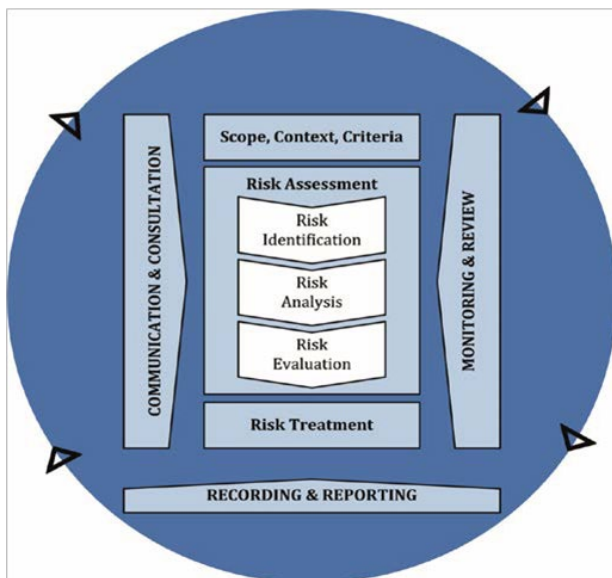 Scope, Context, Criteria
Risk Assessment
Risk
Identification
Risk
Analysis
Risk
Evaluation
Risk Treatment
COMMUNICATION & CONSULTATION
MONITORING & REVIEW
RECORDING & REPORTING